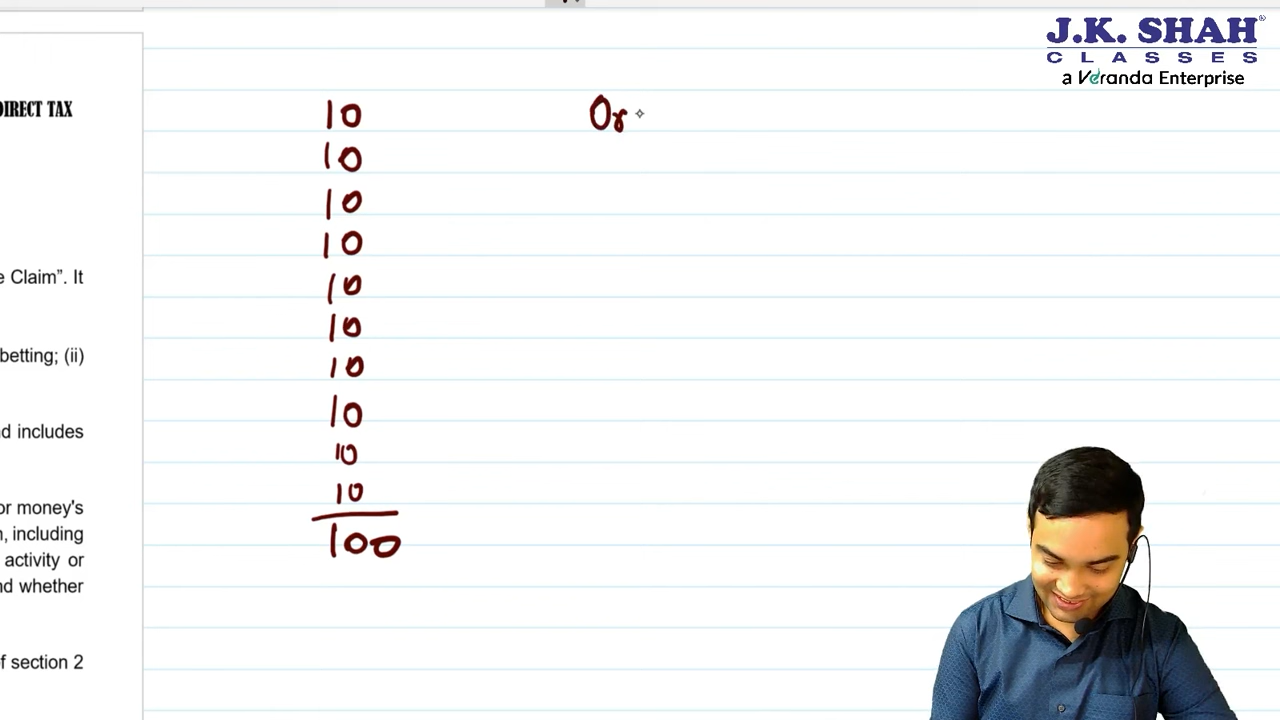 J.K. SHAH®
CLASSES
a Veranda Enterprise
DIRECT TAX
e Claim”. It
betting; (ii)
nd includes
or money's
n, including
activity or
nd whether
f section 2
10
10
10
10
10
10
10
10
10
10
100
Or